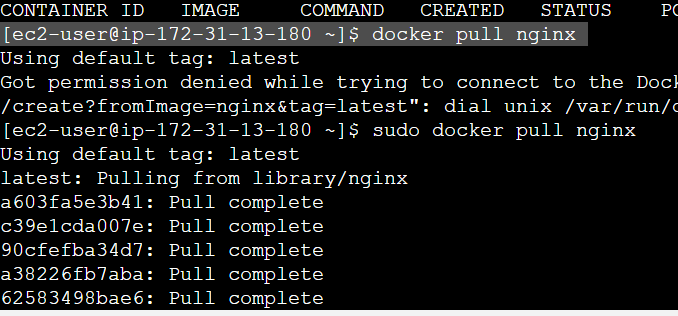 CONTAINER ID   IMAGE     COMMAND   CREATED   STATUS    PO
[ec2-user@ip-172-31-13-180 ~]$ docker pull nginx
Using default tag: latest
Got permission denied while trying to connect to the Dock
/create?fromImage=nginx&tag=latest": dial unix /var/run/d
[ec2-user@ip-172-31-13-180 ~]$ sudo docker pull nginx
Using default tag: latest
latest: Pulling from library/nginx
a603fa5e3b41: Pull complete
c39e1cda007e: Pull complete
90cfefba34d7: Pull complete
a38226fb7aba: Pull complete
62583498bae6: Pull complete